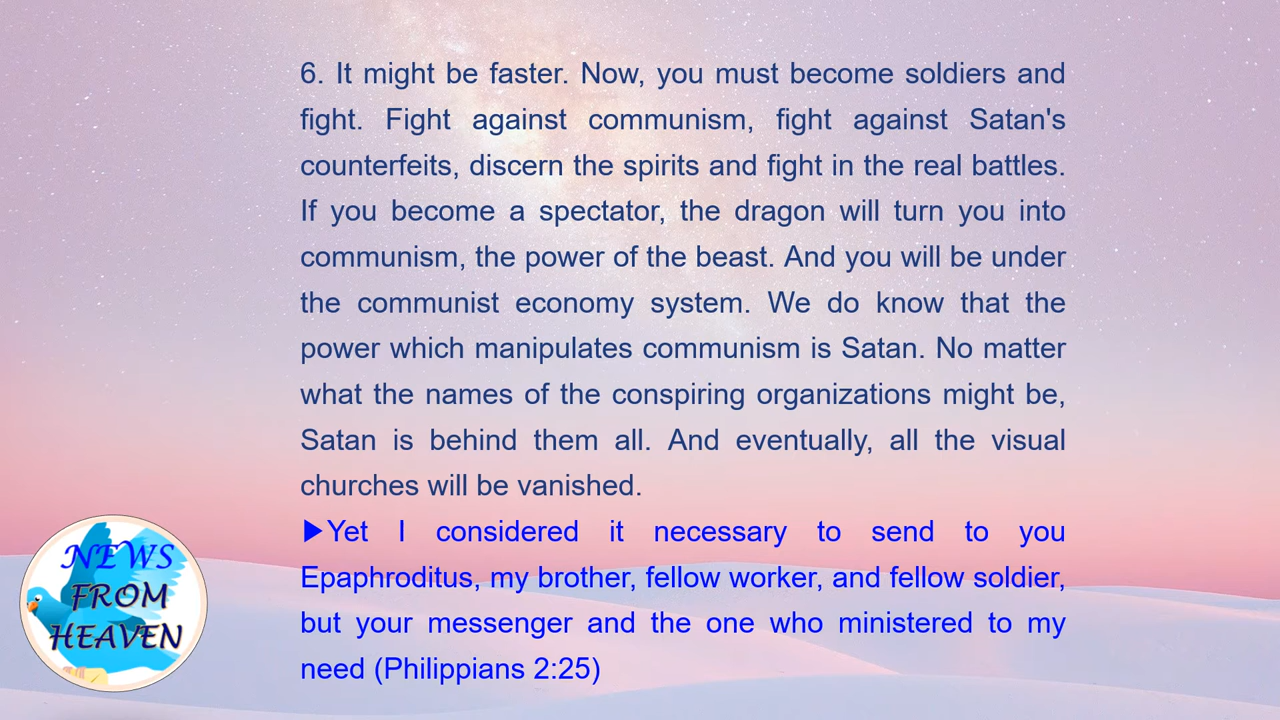 6. It might be faster. Now, you must become soldiers and
fight. Fight against communism, fight against Satan's
counterfeits, discern the spirits and fight in the real battles.
If you become a spectator, the dragon will turn you into
communism, the power of the beast. And you will be under
the communist economy system. We do know that the
power which manipulates communism is Satan. No matter
what the names of the conspiring organizations might be,
Satan is behind them all. And eventually, all the visual
churches will be vanished.
▶Yet I considered it necessary to send to you
Epaphroditus, my brother, fellow worker, and fellow soldier,
but your messenger and the one who ministered to my
need (Philippians 2:25)
NEWS
FROM
HEAVEN